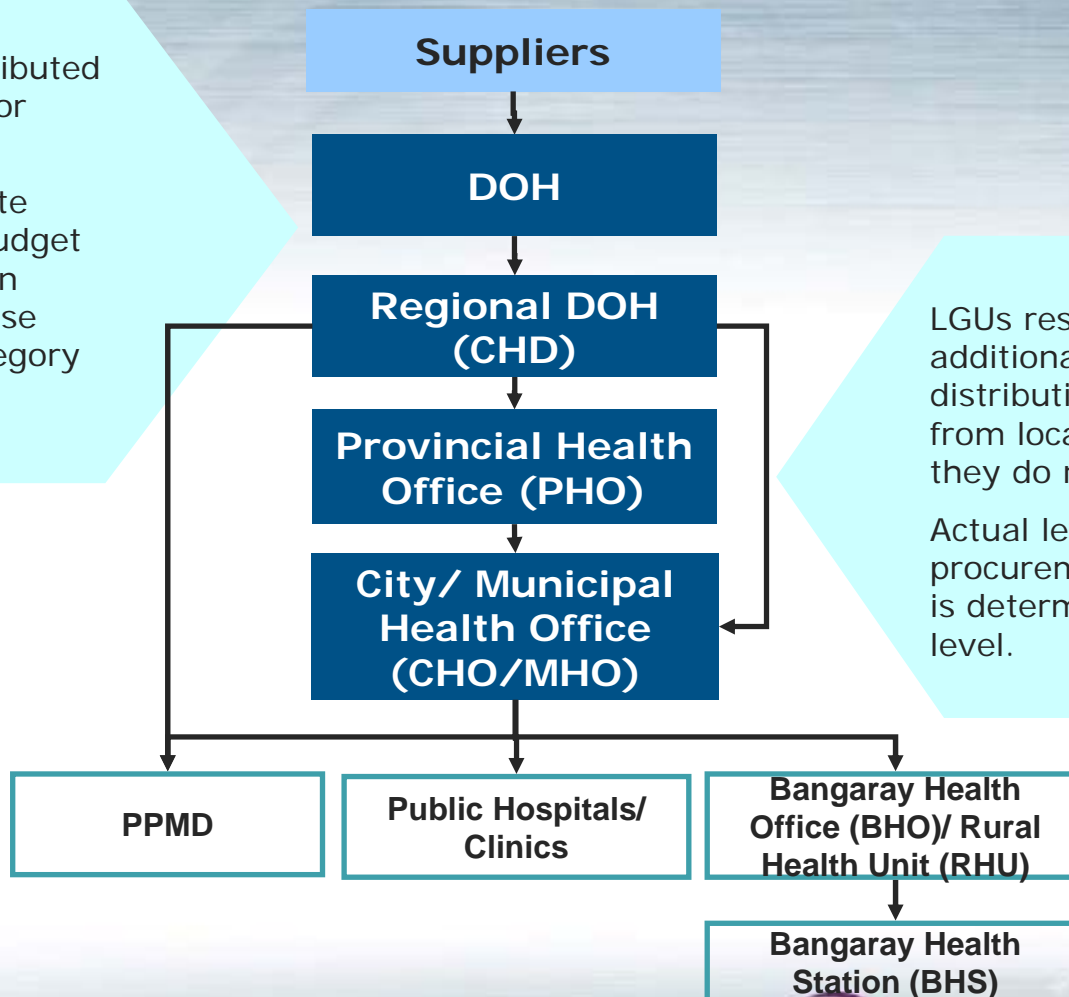 ibuted
or
te
udget
n
se
egory
Suppliers
DOH
Regional DOH
(CHD)
Provincial Health
Office (PHO)
City/ Municipal
Health Office
(CHO/MHO)
LGUs res
additiona
distributi
from loca
they do r
Actual le
procurem
is determ
level.
PPMD
Public Hospitals/
Clinics
Bangaray Health
Office (BHO)/ Rural
Health Unit (RHU)
Bangaray Health
Station (BHS)